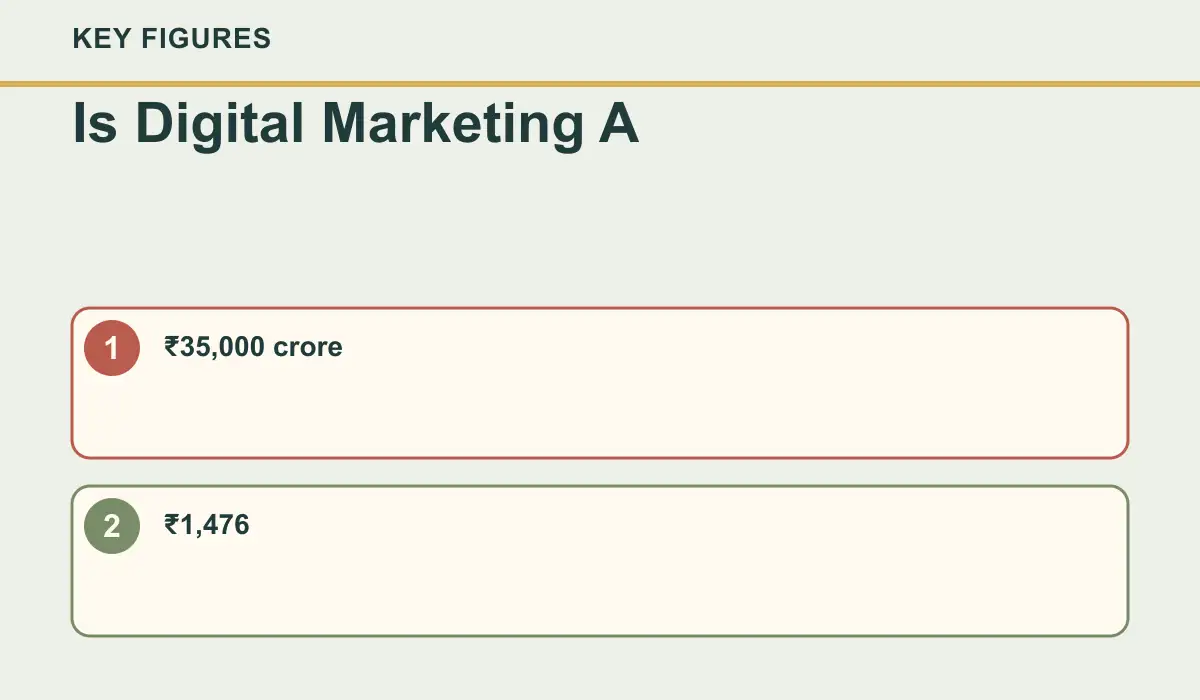 KEY FIGURES
Is Digital Marketing A
1 ₹35,000 crore
2 ₹1,476